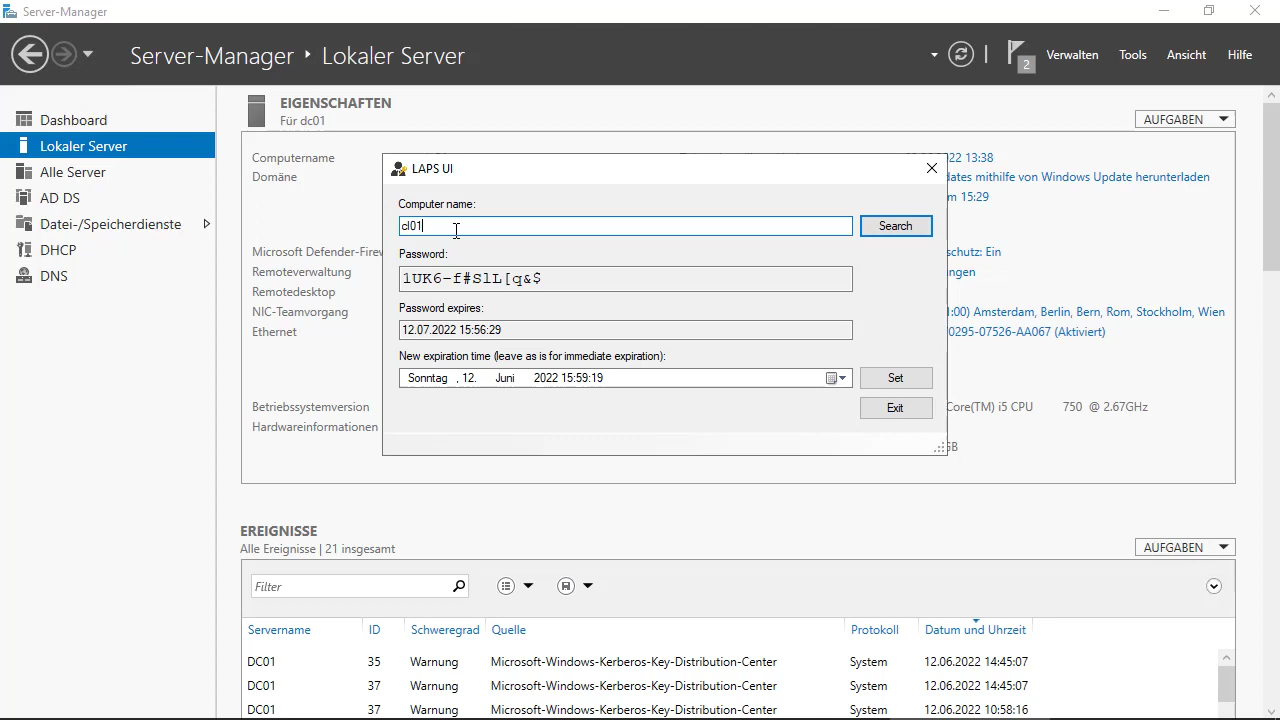 Server-Manager
Server-Manager ‣ Lokaler Server
2
Verwalten
Tools
Ansicht
Hilfe
Dashboard
Lokaler Server
Alle Server
AD DS
Datei-/Speicherdienste
DHCP
DNS
EIGENSCHAFTEN
Für dc01
AUFGABEN
Computername
Domäne
2022 13:38
dates mithilfe von Windows Update herunterladen
m 15:29
Microsoft Defender-Firew
Remoteverwaltung
Remotedesktop
NIC-Teamvorgang
Ethernet
schutz: Ein
ngen
:00) Amsterdam, Berlin, Bern, Rom, Stockholm, Wien
0295-07526-AA067 (Aktiviert)
Betriebssystemversion
Hardwareinformationen
Core(TM) i5 CPU 750 @ 2.67GHz
GB
LAPS UI
Computer name:
cl01
Search
Password:
1UK6-f#SlL[q&$
Password expires:
12.07.2022 15:56:29
New expiration time (leave as is for immediate expiration):
Sonntag , 12. Juni 2022 15:59:19
Set
Exit
EREIGNISSE
Alle Ereignisse | 21 insgesamt
AUFGABEN
Filter
Servername ID Schweregrad Quelle Protokoll Datum und Uhrzeit
DC01 35 Warnung Microsoft-Windows-Kerberos-Key-Distribution-Center System 12.06.2022 14:45:07
DC01 37 Warnung Microsoft-Windows-Kerberos-Key-Distribution-Center System 12.06.2022 14:45:07
DC01 37 Warnung Microsoft-Windows-Kerberos-Key-Distribution-Center System 12.06.2022 10:58:16